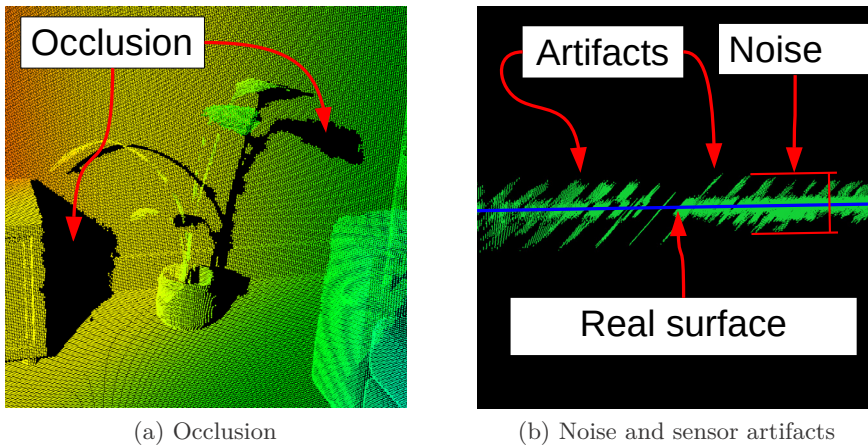 Occlusion
Artifacts
Noise
Real surface
(a) Occlusion
(b) Noise and sensor artifacts